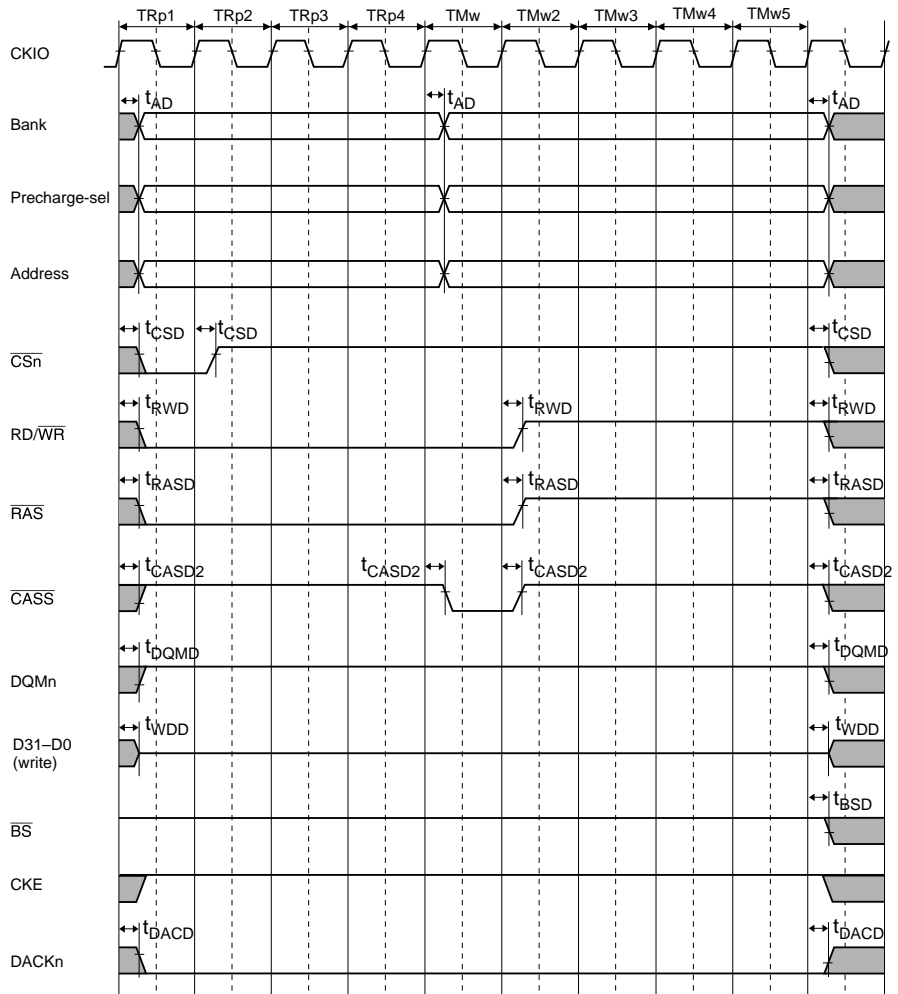 TRp1 TRp2 TRp3 TRp4 TMw TMw2 TMw3 TMw4 TMw5
CKIO
tAD tAD tAD
Bank
Precharge-sel
Address
tCSD tCSD tCSD
CSn
tRWD tRWD tRWD
RD/WR
tRASD tRASD tRASD
RAS
tCASD2 tCASD2 tCASD2 tCASD2
CASS
tDQMD tDQMD
DQMn
tWDD tWDD
D31–D0
(write)
tBSD
BS
CKE
tDACD tDACD
DACKn